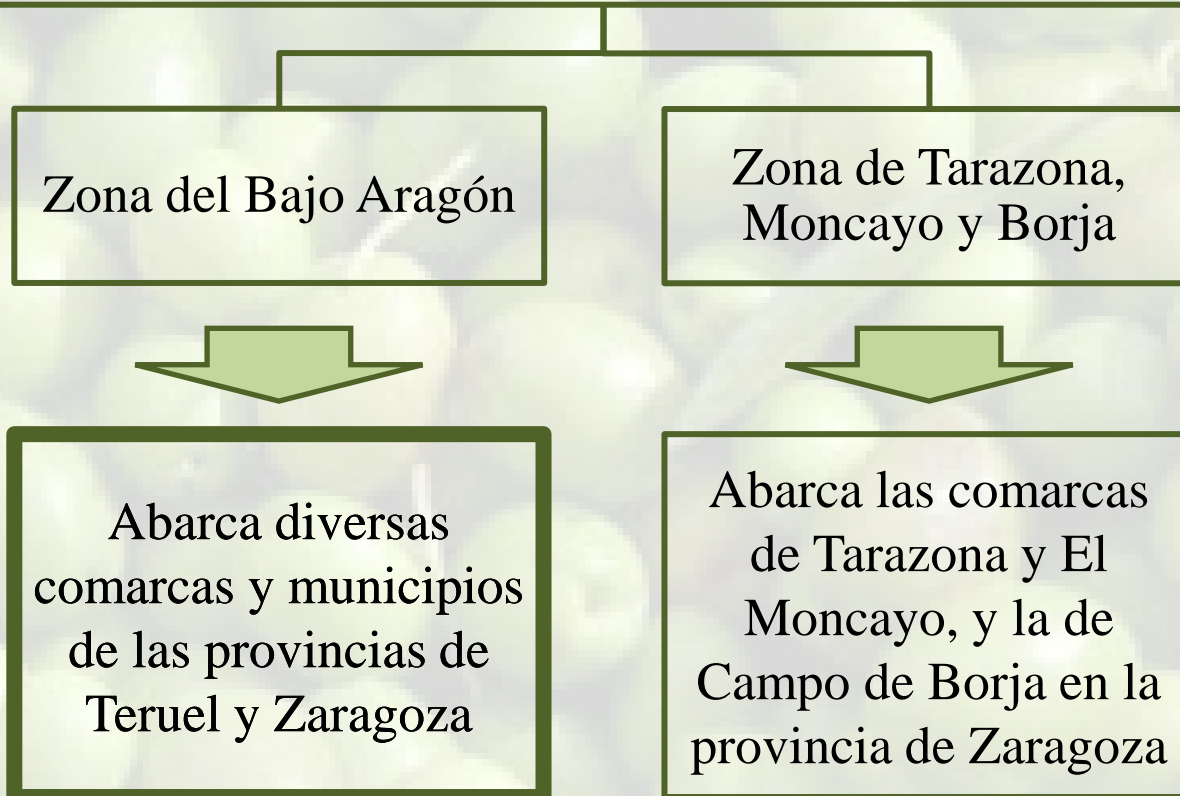 Zona del Bajo Aragón
Zona de Tarazona,
Moncayo y Borja
Abarca diversas
comarcas y municipios
de las provincias de
Teruel y Zaragoza
Abarca las comarcas
de Tarazona y El
Moncayo, y la de
Campo de Borja en la
provincia de Zaragoza